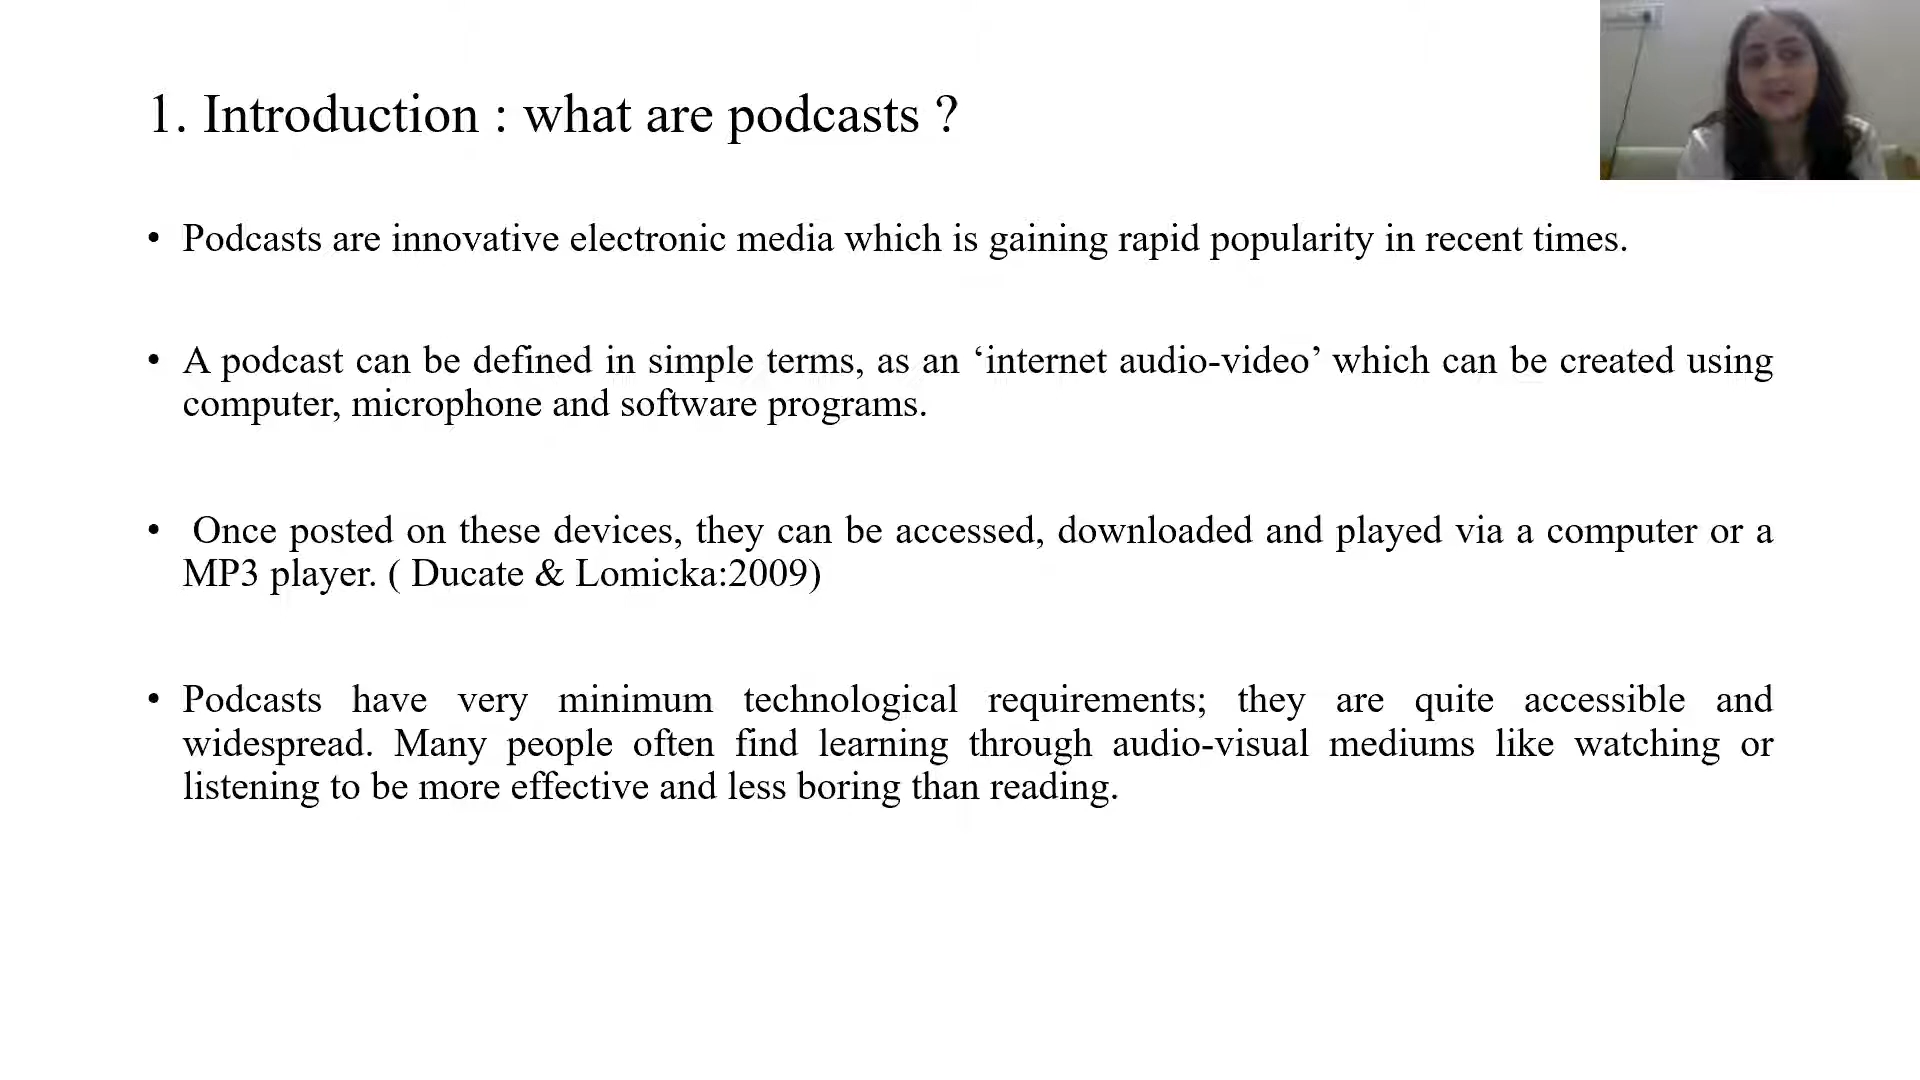 1. Introduction : what are podcasts ?
• Podcasts are innovative electronic media which is gaining rapid popularity in recent times.
• A podcast can be defined in simple terms, as an ‘internet audio-video’ which can be created using
computer, microphone and software programs.
• Once posted on these devices, they can be accessed, downloaded and played via a computer or a
MP3 player. ( Ducate & Lomicka:2009)
• Podcasts have very minimum technological requirements; they are quite accessible and
widespread. Many people often find learning through audio-visual mediums like watching or
listening to be more effective and less boring than reading.